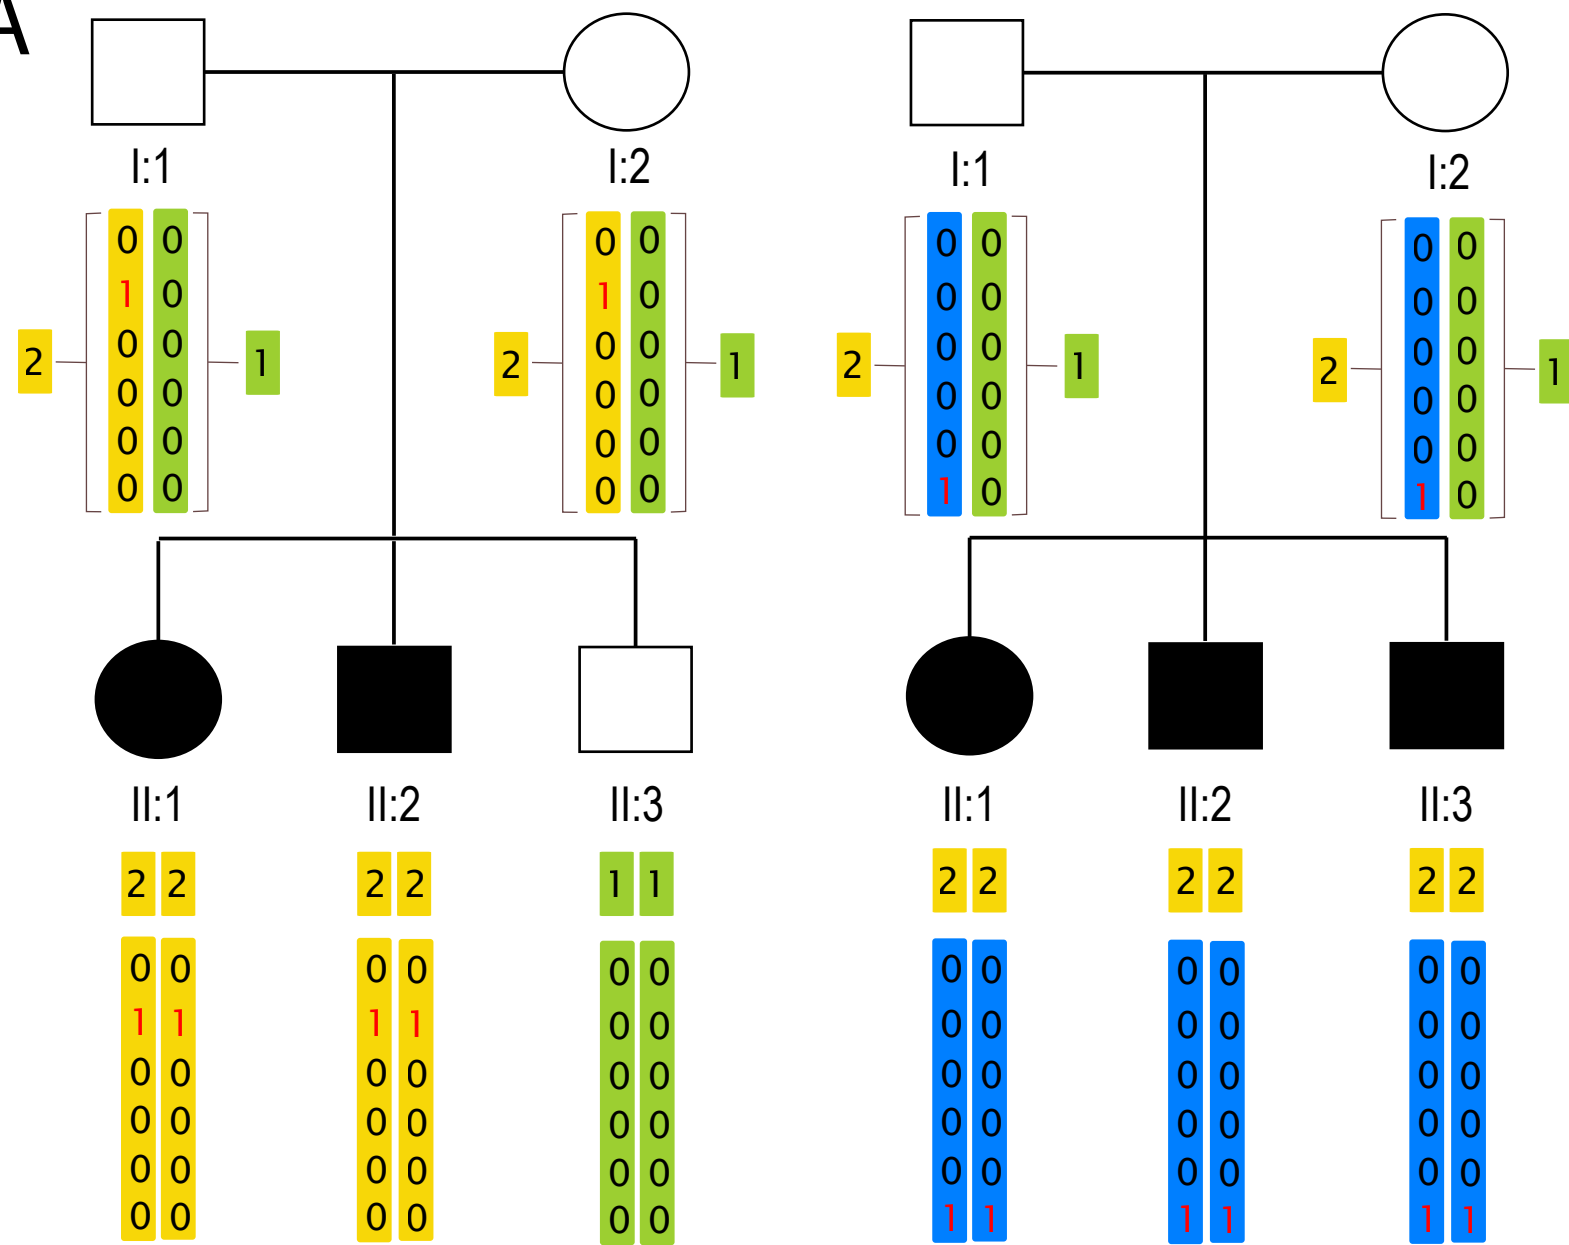 A
I:1 I:2 I:1 I:2
0 0 0 0 0 0 0 0
1 0 1 0 0 0 0 0
0 0 0 0 0 0 0 0
2 1 2 1 2 1 2 1
0 0 0 0 0 0 0 0
0 0 0 0 0 0 0 0
0 0 0 0 1 0 1 0
II:1 II:2 II:3 II:1 II:2 II:3
2 2 2 2 1 1 2 2 2 2 2 2
0 0 0 0 0 0 0 0 0 0 0 0
1 1 1 1 0 0 0 0 0 0 0 0
0 0 0 0 0 0 0 0 0 0 0 0
0 0 0 0 0 0 0 0 0 0 0 0
0 0 0 0 0 0 0 0 0 0 0 0
0 0 0 0 0 0 1 1 1 1 1 1